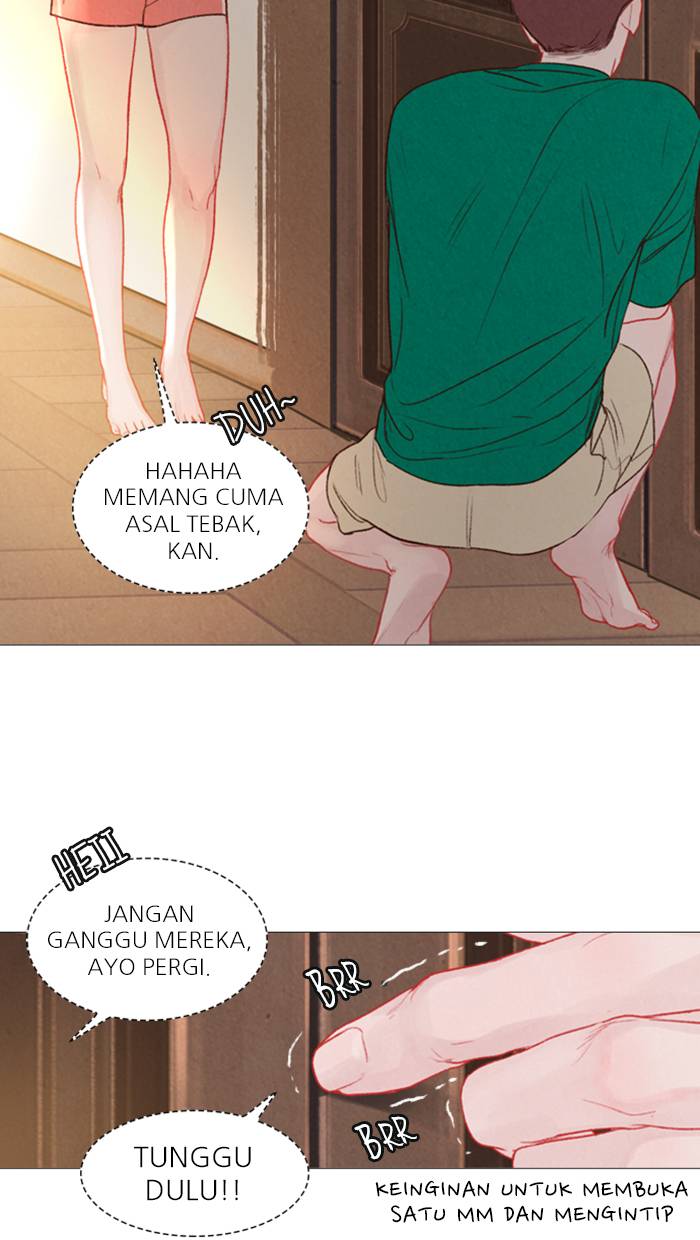 DUH~
HAHAHA
MEMANG CUMA
ASAL TEBAK,
KAN.
HEII
JANGAN
GANGGU MEREKA,
AYO PERGI.
BRR
BRR
TUNGGU
DULU!!
KEINGINAN UNTUK MEMBUKA
SATU MM DAN MENGINTIP